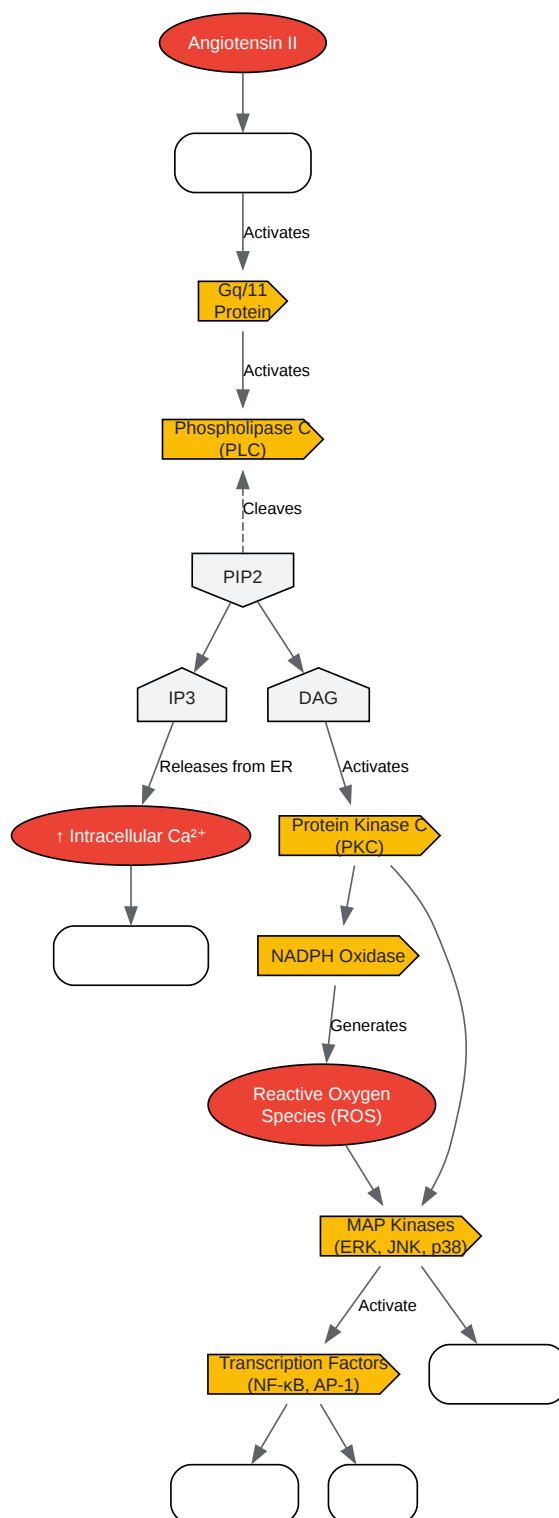 Angiotensin II
Activates
Gq/11
Protein
Activates
Phospholipase C
(PLC)
Cleaves
PIP2
IP3
DAG
Releases from ER
Activates
↑ Intracellular Ca²⁺
Protein Kinase C
(PKC)
NADPH Oxidase
Generates
Reactive Oxygen
Species (ROS)
MAP Kinases
(ERK, JNK, p38)
Activate
Transcription Factors
(NF-κB, AP-1)